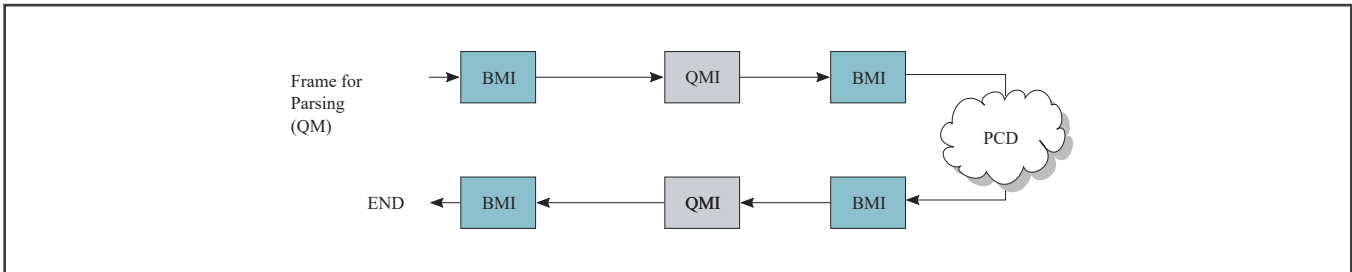 Frame for
Parsing
(QM)
BMI
QMI
BMI
PCD
END
BMI
QMI
BMI